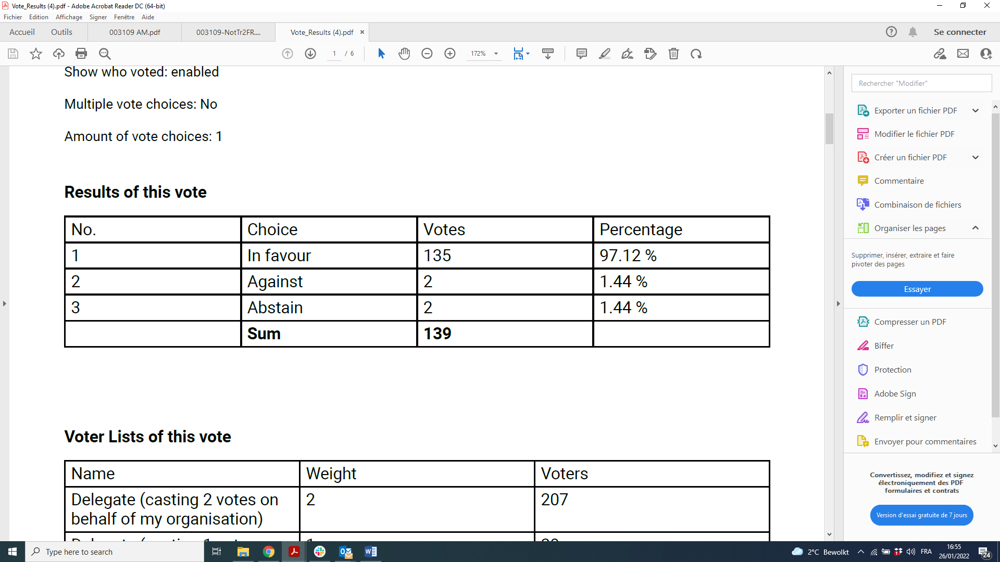 Vote_Results (4).pdf - Adobe Acrobat Reader DC (64-bit)
Fichier Edition Affichage Signer Fenêtre Aide
Accueil Outils 003109 AM.pdf 003109-NotTr2FR.... Vote_Results (4).pdf × Se connecter
1 / 6 172%
Show who voted: enabled
Multiple vote choices: No
Amount of vote choices: 1
Results of this vote
No. Choice Votes Percentage
1 In favour 135 97.12 %
2 Against 2 1.44 %
3 Abstain 2 1.44 %
Sum 139
Voter Lists of this vote
Name Weight Voters
Delegate (casting 2 votes on 2 207
behalf of my organisation)
Rechercher "Modifier"
Exporter un fichier PDF
Modifier le fichier PDF
Créer un fichier PDF
Commentaire
Combinaison de fichiers
Organiser les pages
Supprimer, insérer, extraire et faire
pivoter des pages
Essayer
Compresser un PDF
Biffer
Protection
Adobe Sign
Remplir et signer
Envoyer pour commentaires
Convertissez, modifiez et signez
électroniquement des PDF
formulaires et contrats
Version d'essai gratuite de 7 jours
Type here to search
2°C Bewolkt FRA 16:55
26/01/2022 24